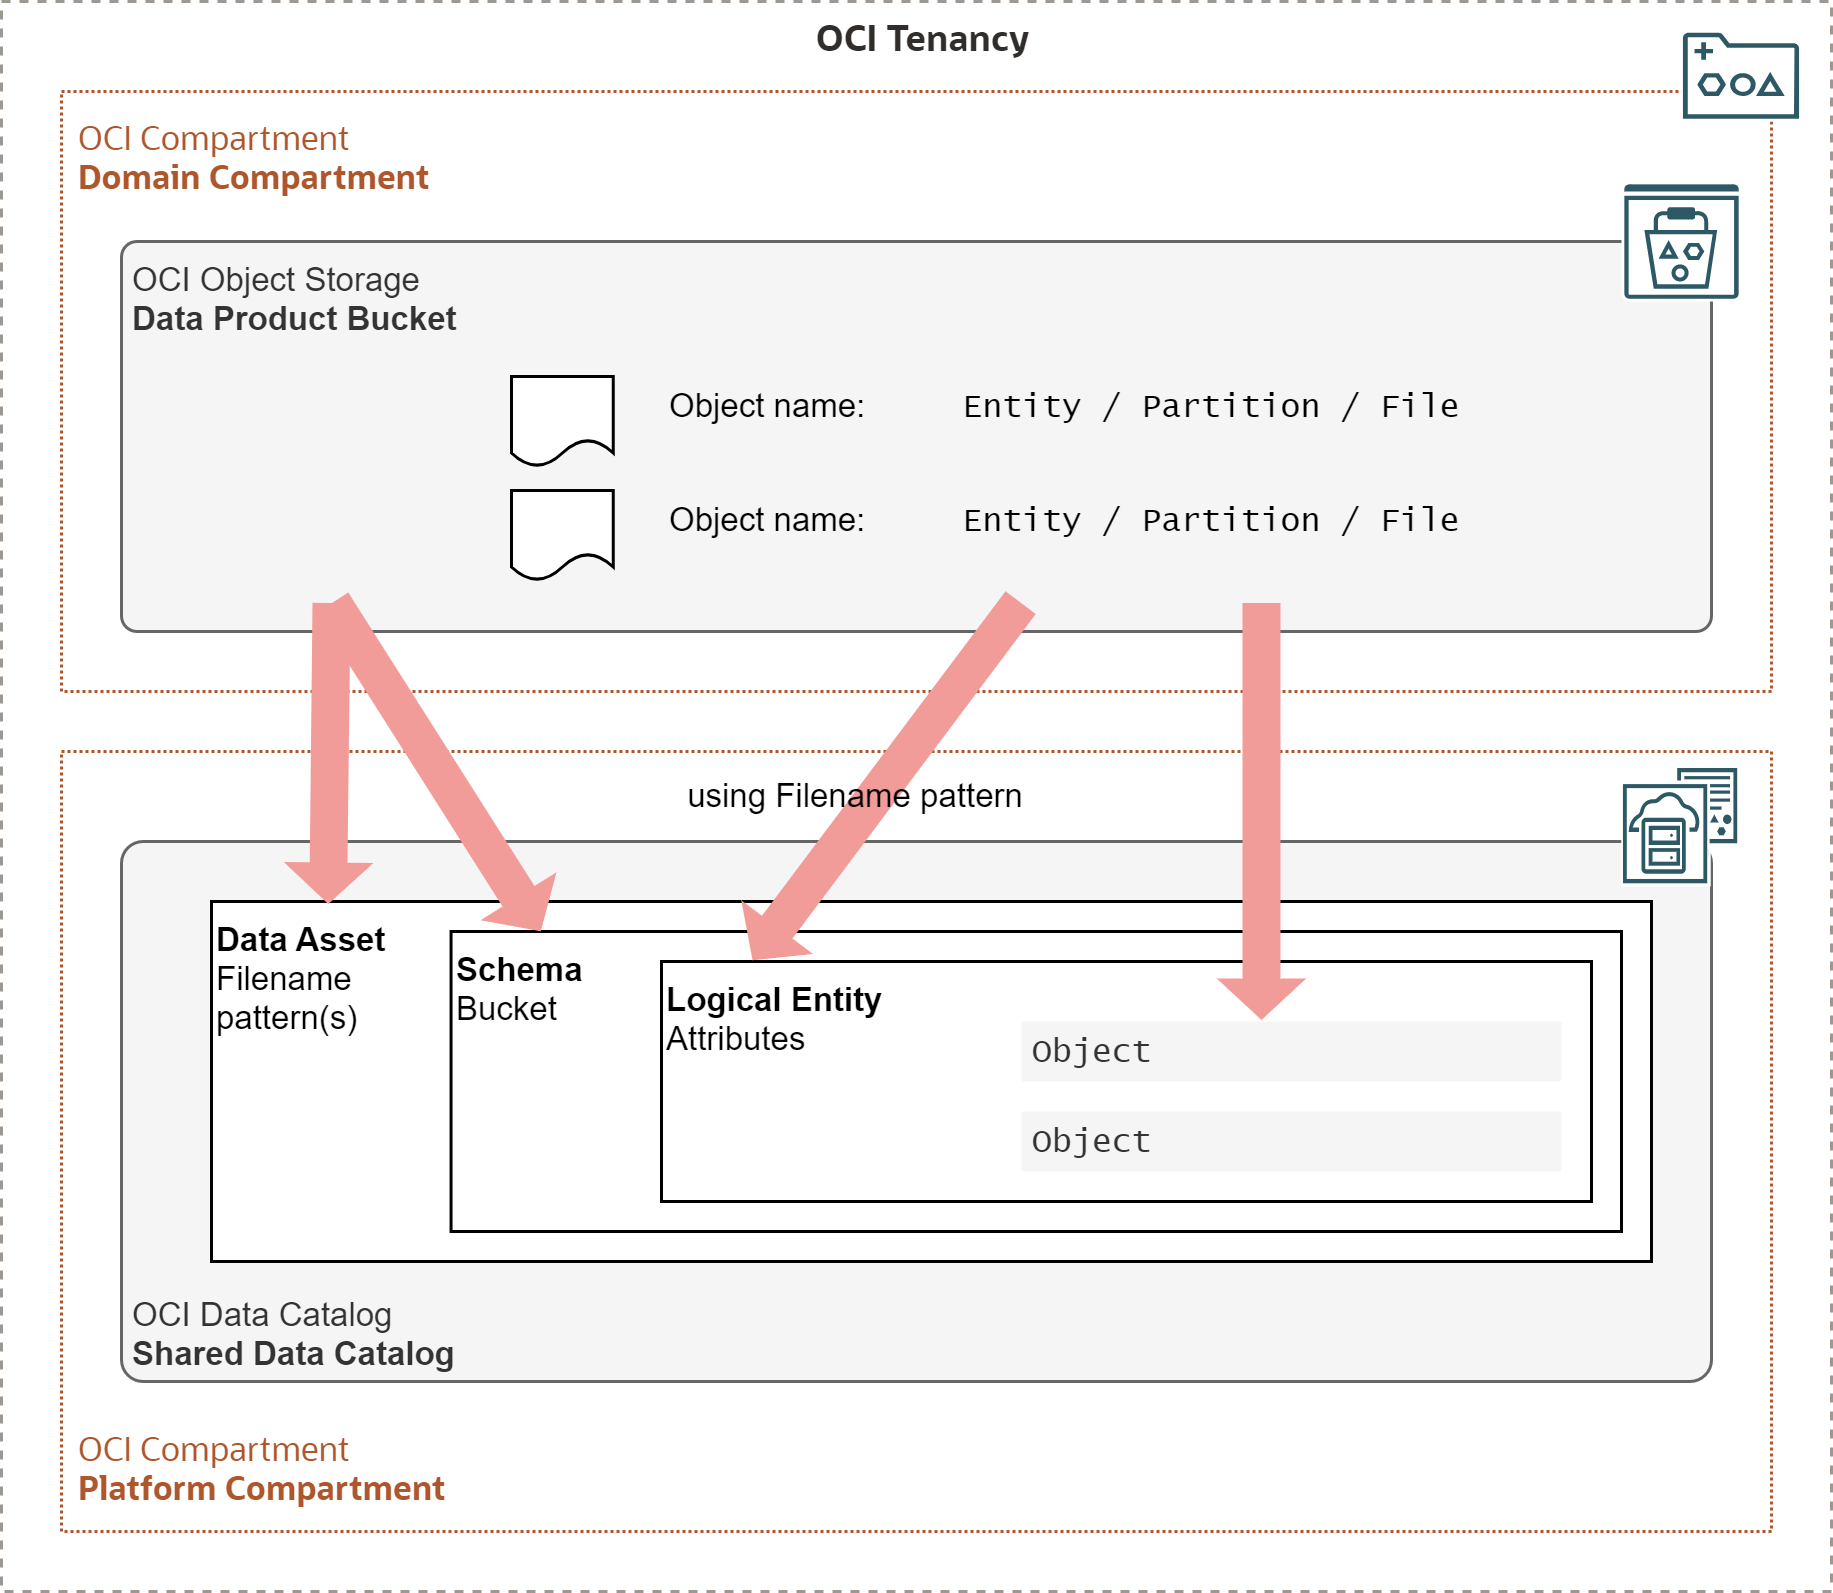 OCI Tenancy
OCI Compartment
Domain Compartment
OCI Object Storage
Data Product Bucket
Object name: Entity / Partition / File
Object name: Entity / Partition / File
using Filename pattern
Data Asset
Filename
pattern(s)
Schema
Bucket
Logical Entity
Attributes
Object
Object
OCI Data Catalog
Shared Data Catalog
OCI Compartment
Platform Compartment